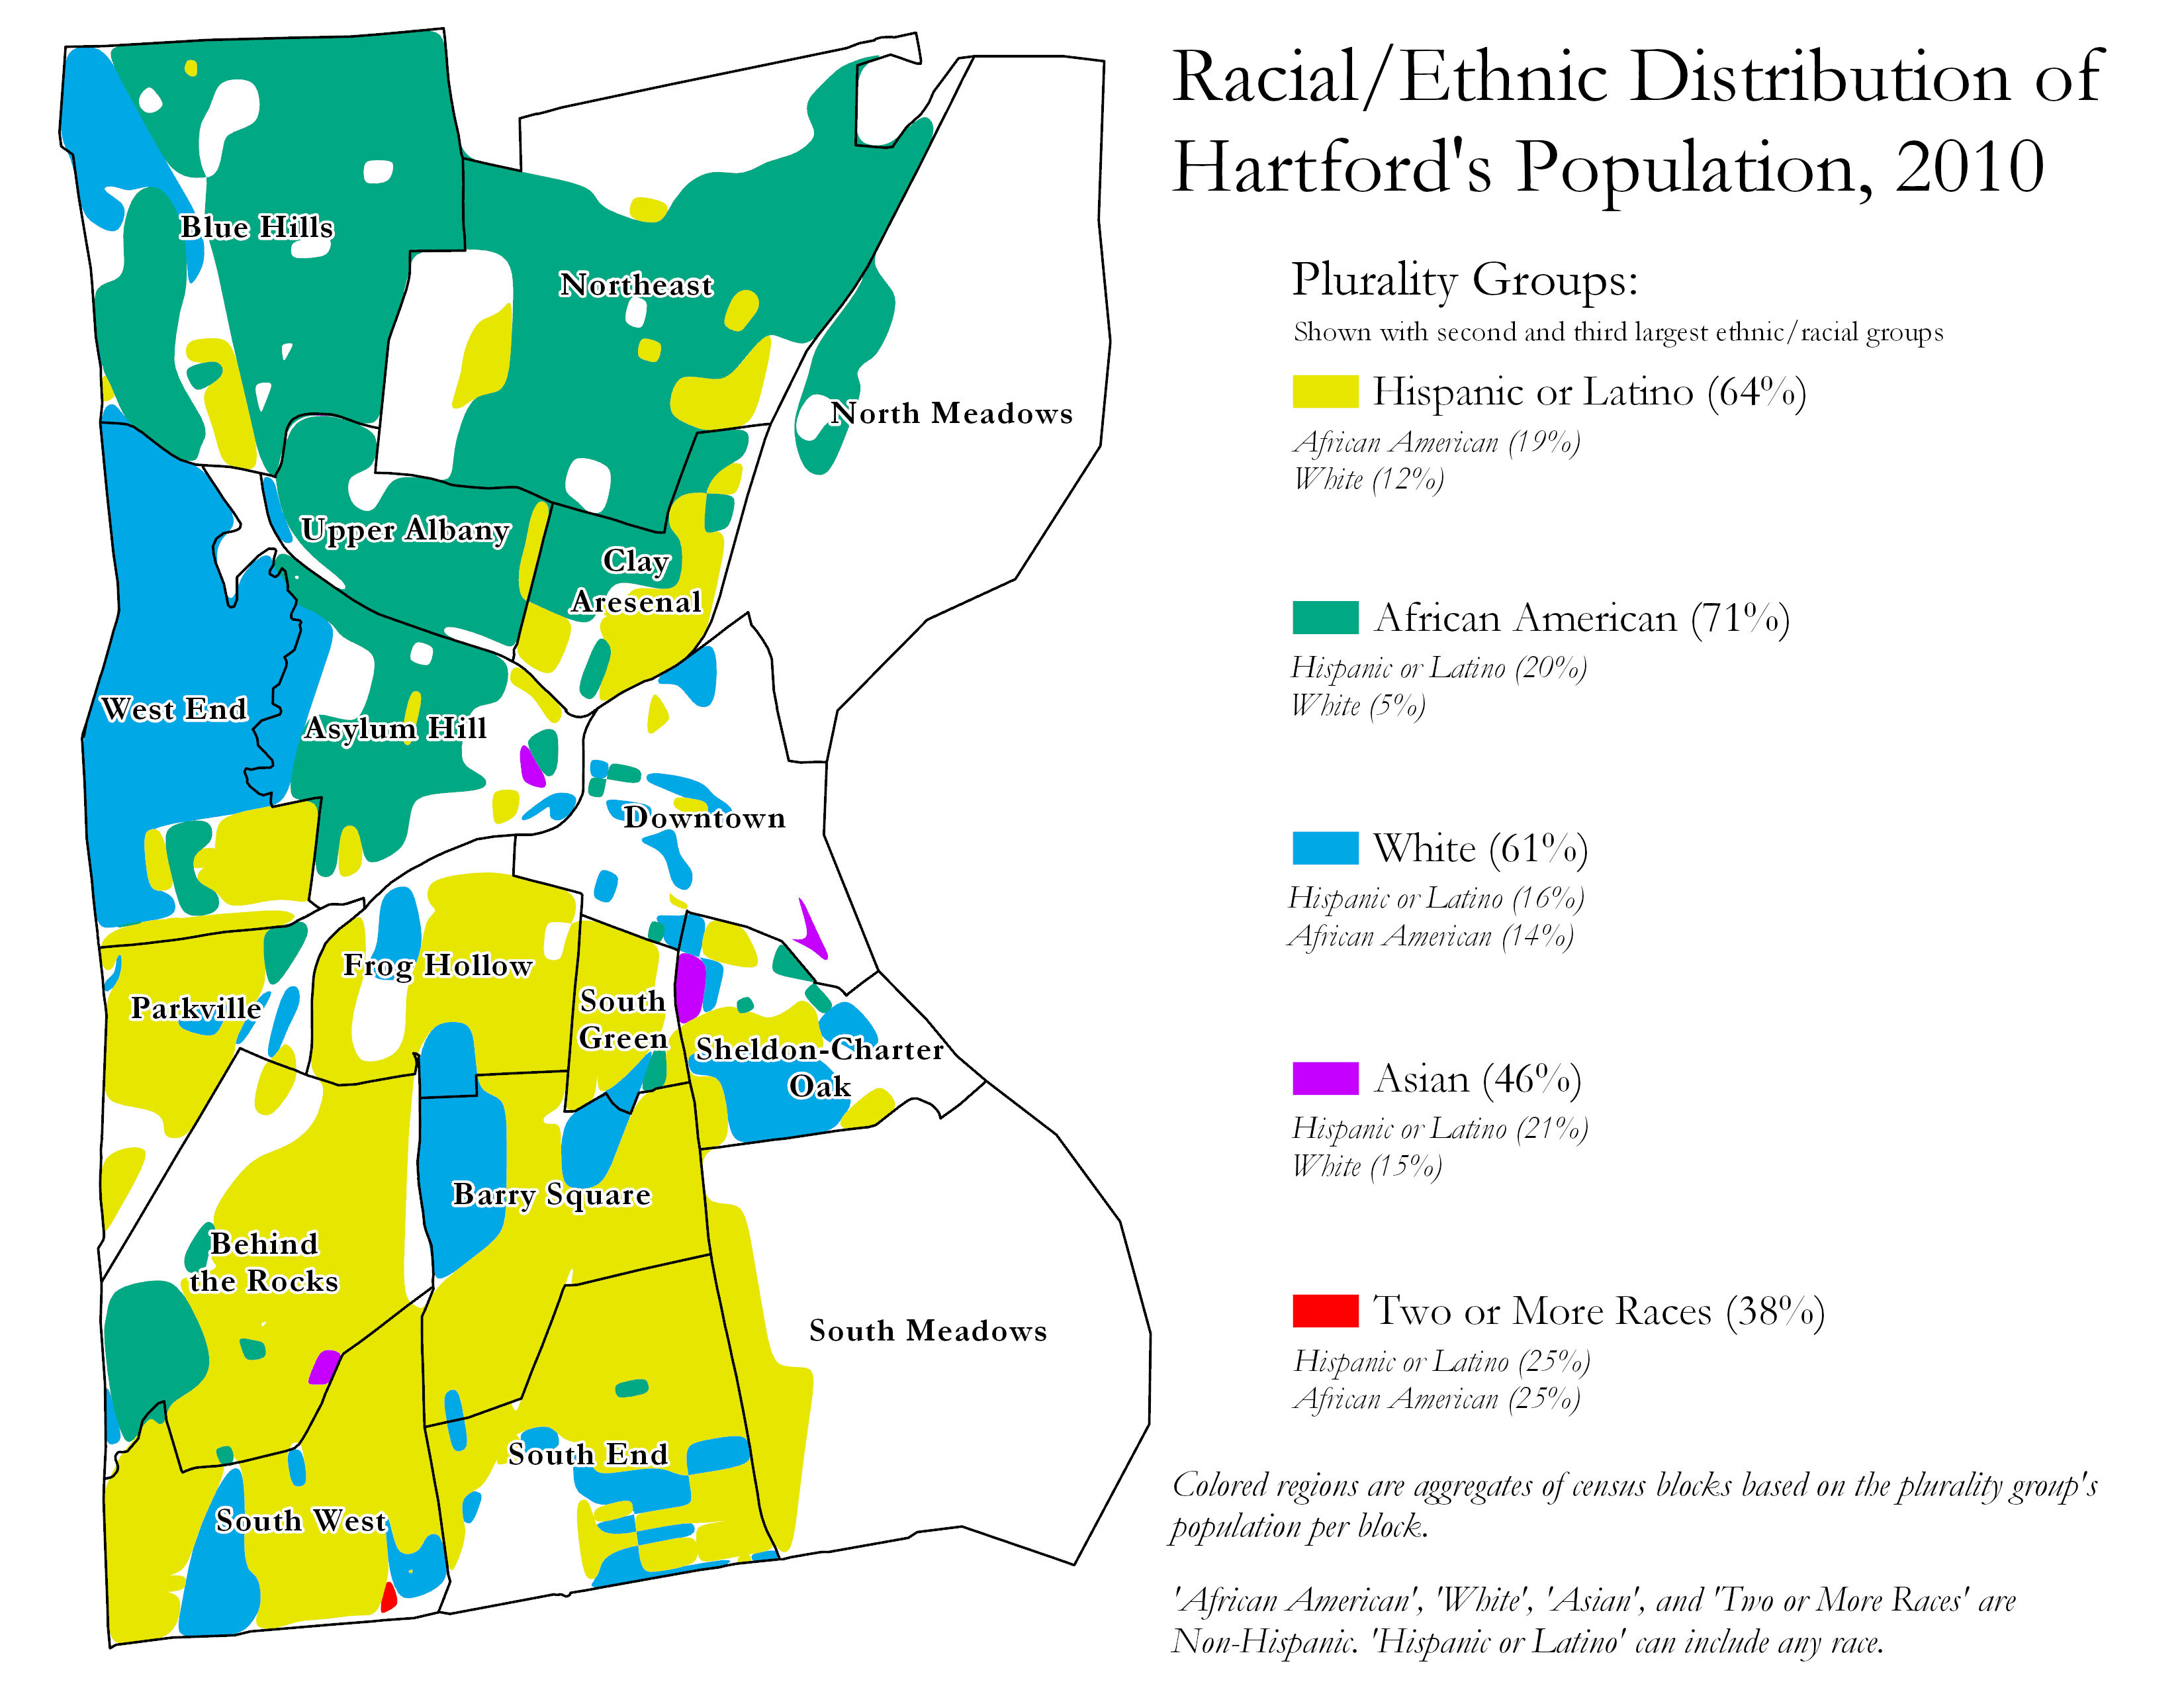 Racial/Ethnic Distribution of
Hartford's Population, 2010
Plurality Groups:
Shown with second and third largest ethnic/racial groups
Hispanic or Latino (64%)
African American (19%)
White (12%)
African American (71%)
Hispanic or Latino (20%)
White (5%)
White (61%)
Hispanic or Latino (16%)
African American (14%)
Asian (46%)
Hispanic or Latino (21%)
White (15%)
Two or More Races (38%)
Hispanic or Latino (25%)
African American (25%)
Colored regions are aggregates of census blocks based on the plurality group's
population per block.
'African American', 'White', 'Asian', and 'Two or More Races' are
Non-Hispanic. 'Hispanic or Latino' can include any race.
Blue Hills
Northeast
North Meadows
Upper Albany
Clay
Aresenal
West End
Asylum Hill
Downtown
Frog Hollow
Parkville
South
Green
Sheldon-Charter
Oak
Barry Square
Behind
the Rocks
South Meadows
South End
South West